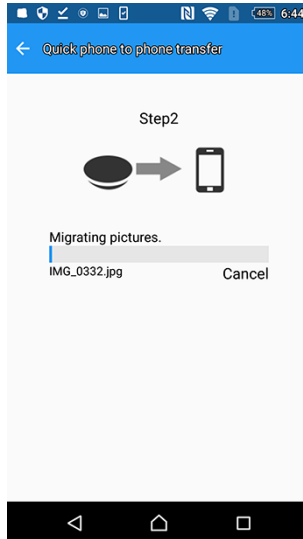 48% 6:44
Quick phone to phone transfer
Step2
Migrating pictures.
IMG_0332.jpg
Cancel